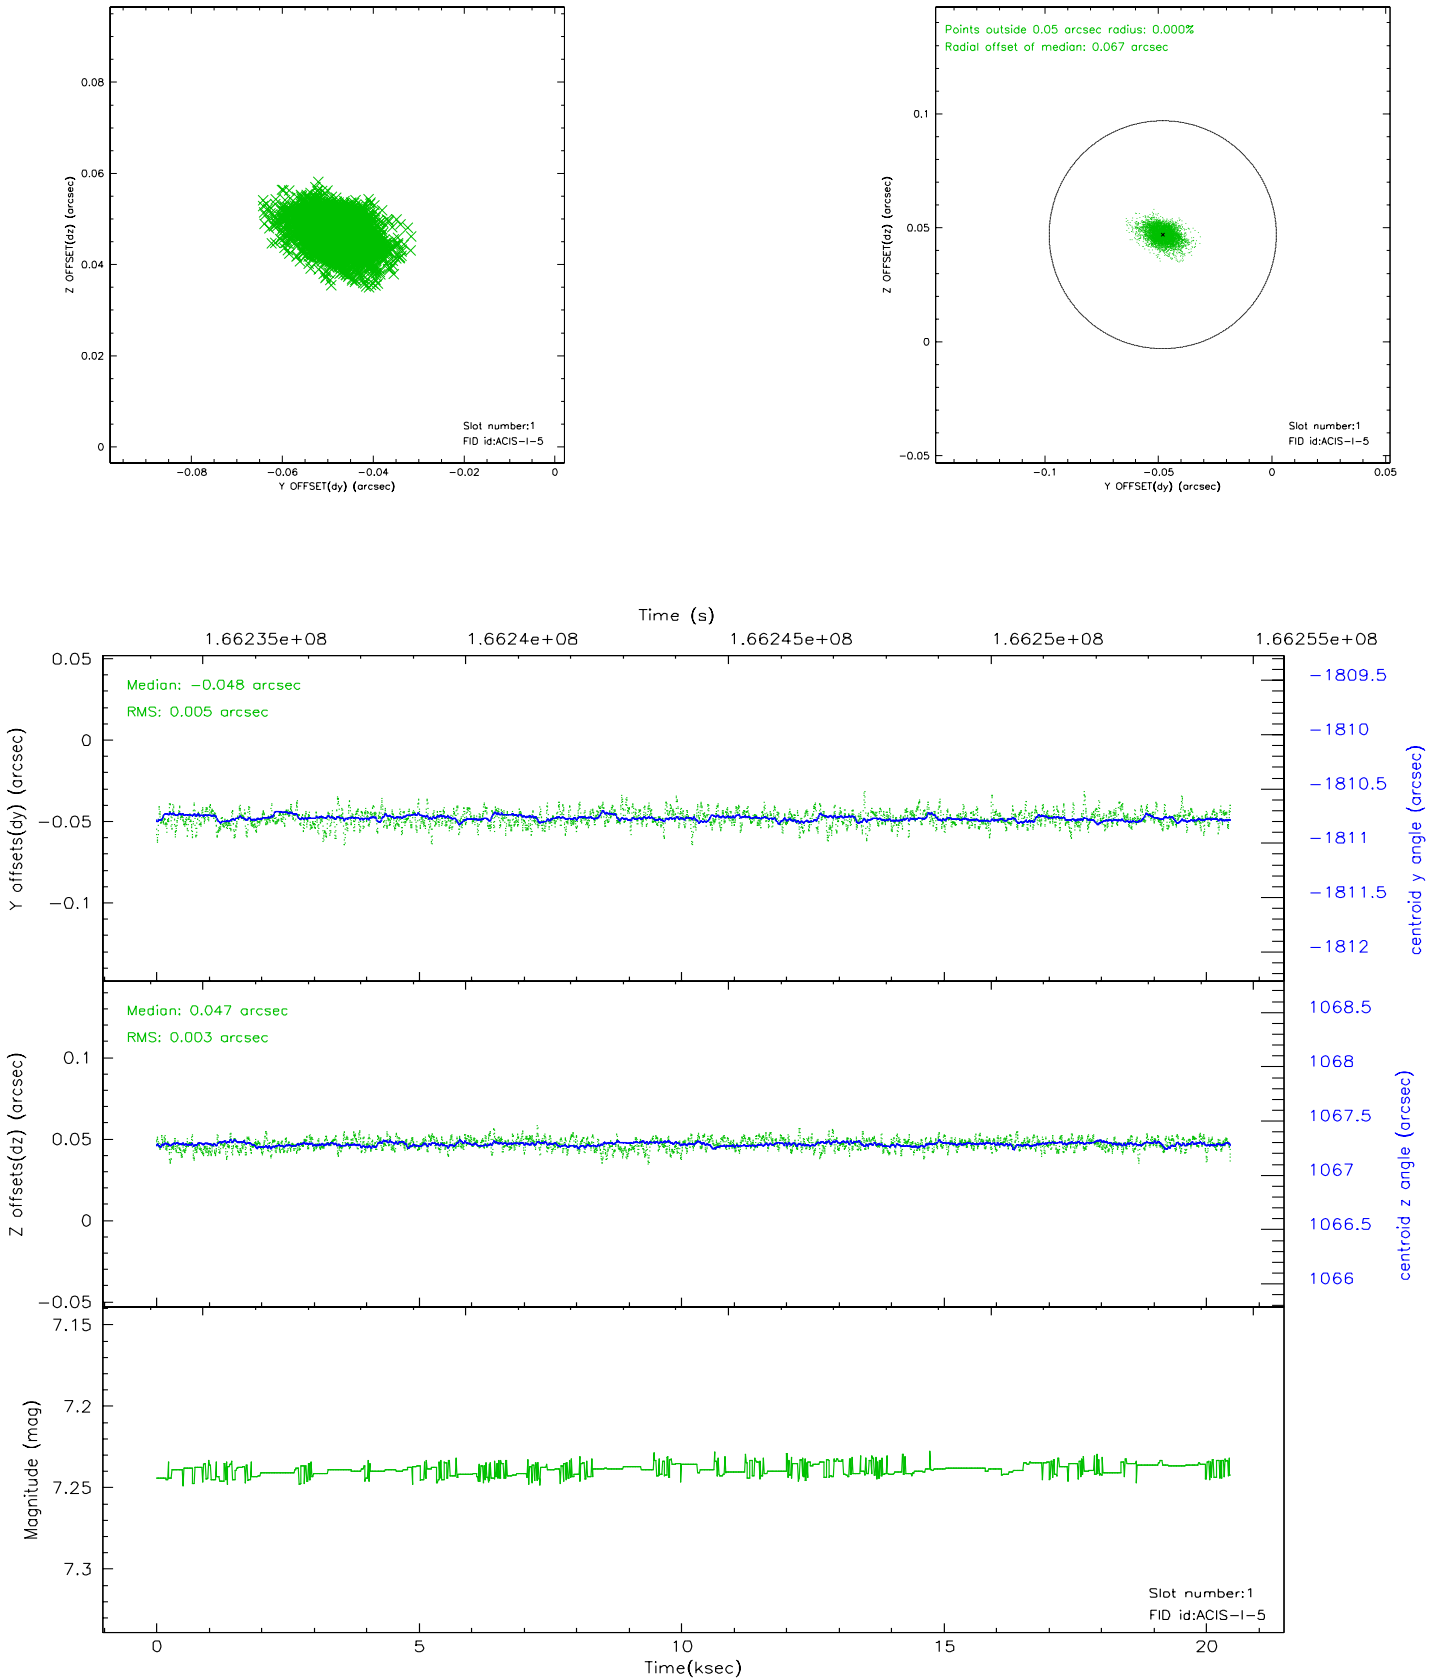 0.08
0.06
0.04
0.02
0
Z OFFSET(dz) (arcsec)
−0.08
−0.06
−0.04
−0.02
0
Y OFFSET(dy) (arcsec)
Slot number:1
FID id:ACIS−I−5
Points outside 0.05 arcsec radius: 0.000%
Radial offset of median: 0.067 arcsec
0.1
0.05
0
−0.05
Z OFFSET(dz) (arcsec)
−0.1
−0.05
0
0.05
Y OFFSET(dy) (arcsec)
Slot number:1
FID id:ACIS−I−5
Time (s)
1.66235e+08
1.6624e+08
1.66245e+08
1.6625e+08
1.66255e+08
Median: −0.048 arcsec
RMS: 0.005 arcsec
0.05
0
−0.05
−0.1
Y offsets(dy) (arcsec)
−1809.5
−1810
−1810.5
−1811
−1811.5
−1812
centroid y angle (arcsec)
Median: 0.047 arcsec
RMS: 0.003 arcsec
0.1
0.05
0
−0.05
Z offsets(dz) (arcsec)
1068.5
1068
1067.5
1067
1066.5
1066
centroid z angle (arcsec)
7.15
7.2
7.25
7.3
Magnitude (mag)
Slot number:1
FID id:ACIS−I−5
0
5
10
15
20
Time(ksec)